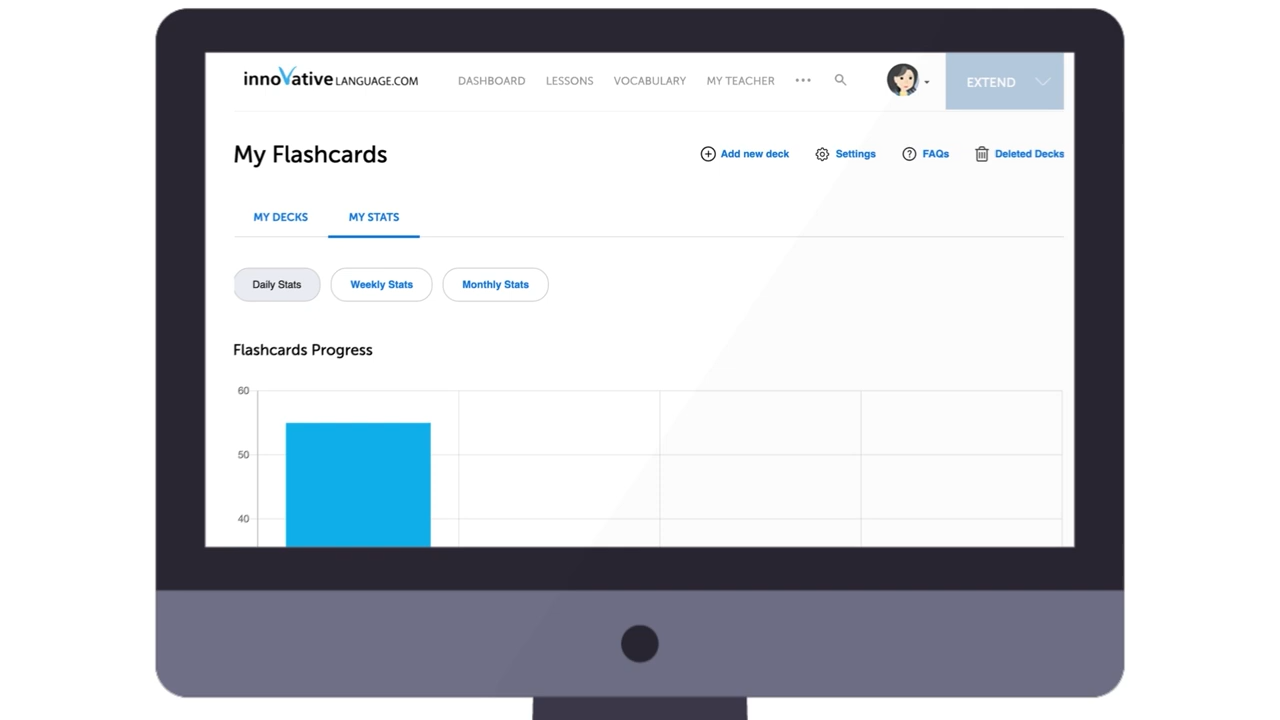 innoVative LANGUAGE.COM DASHBOARD LESSONS VOCABULARY MY TEACHER ••• EXTEND
My Flashcards Add new deck Settings FAQs Deleted Decks
MY DECKS MY STATS
Daily Stats Weekly Stats Monthly Stats
Flashcards Progress
60
50
40